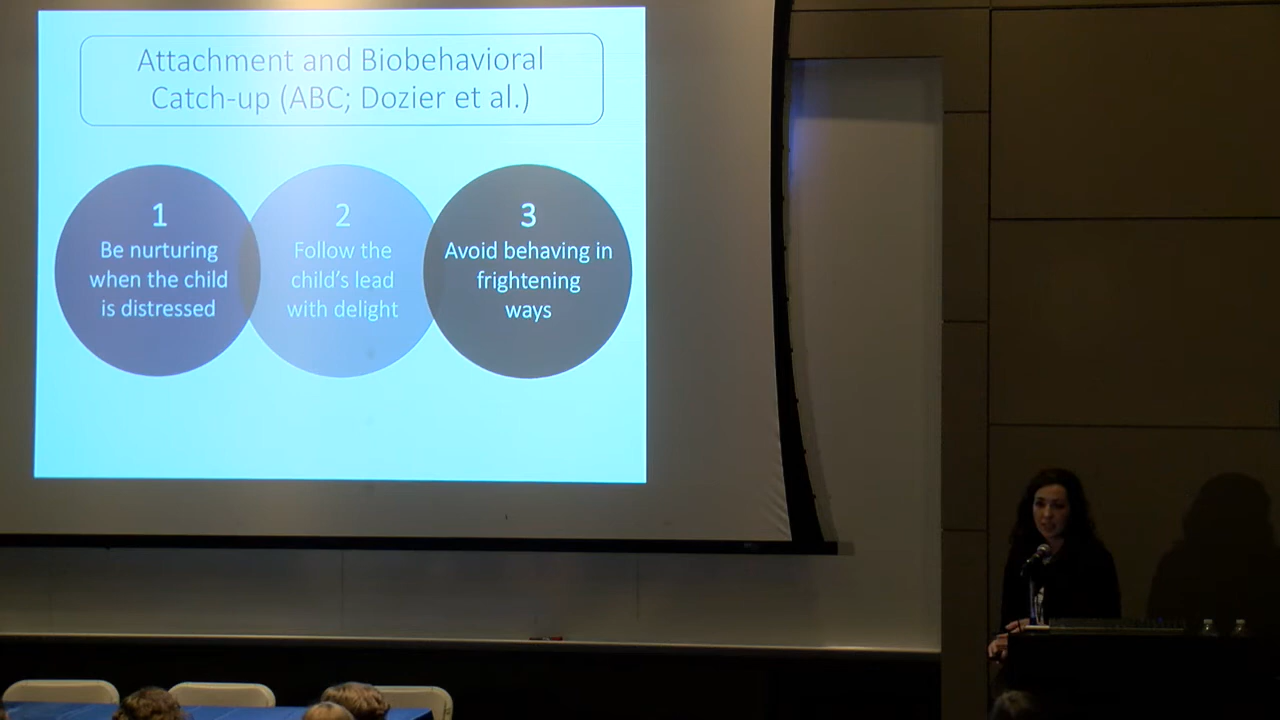 Attachment and Biobehavioral
Catch-up (ABC; Dozier et al.)
1
Be nurturing
when the child
is distressed
2
Follow the
child's lead
with delight
3
Avoid behaving in
frightening
ways